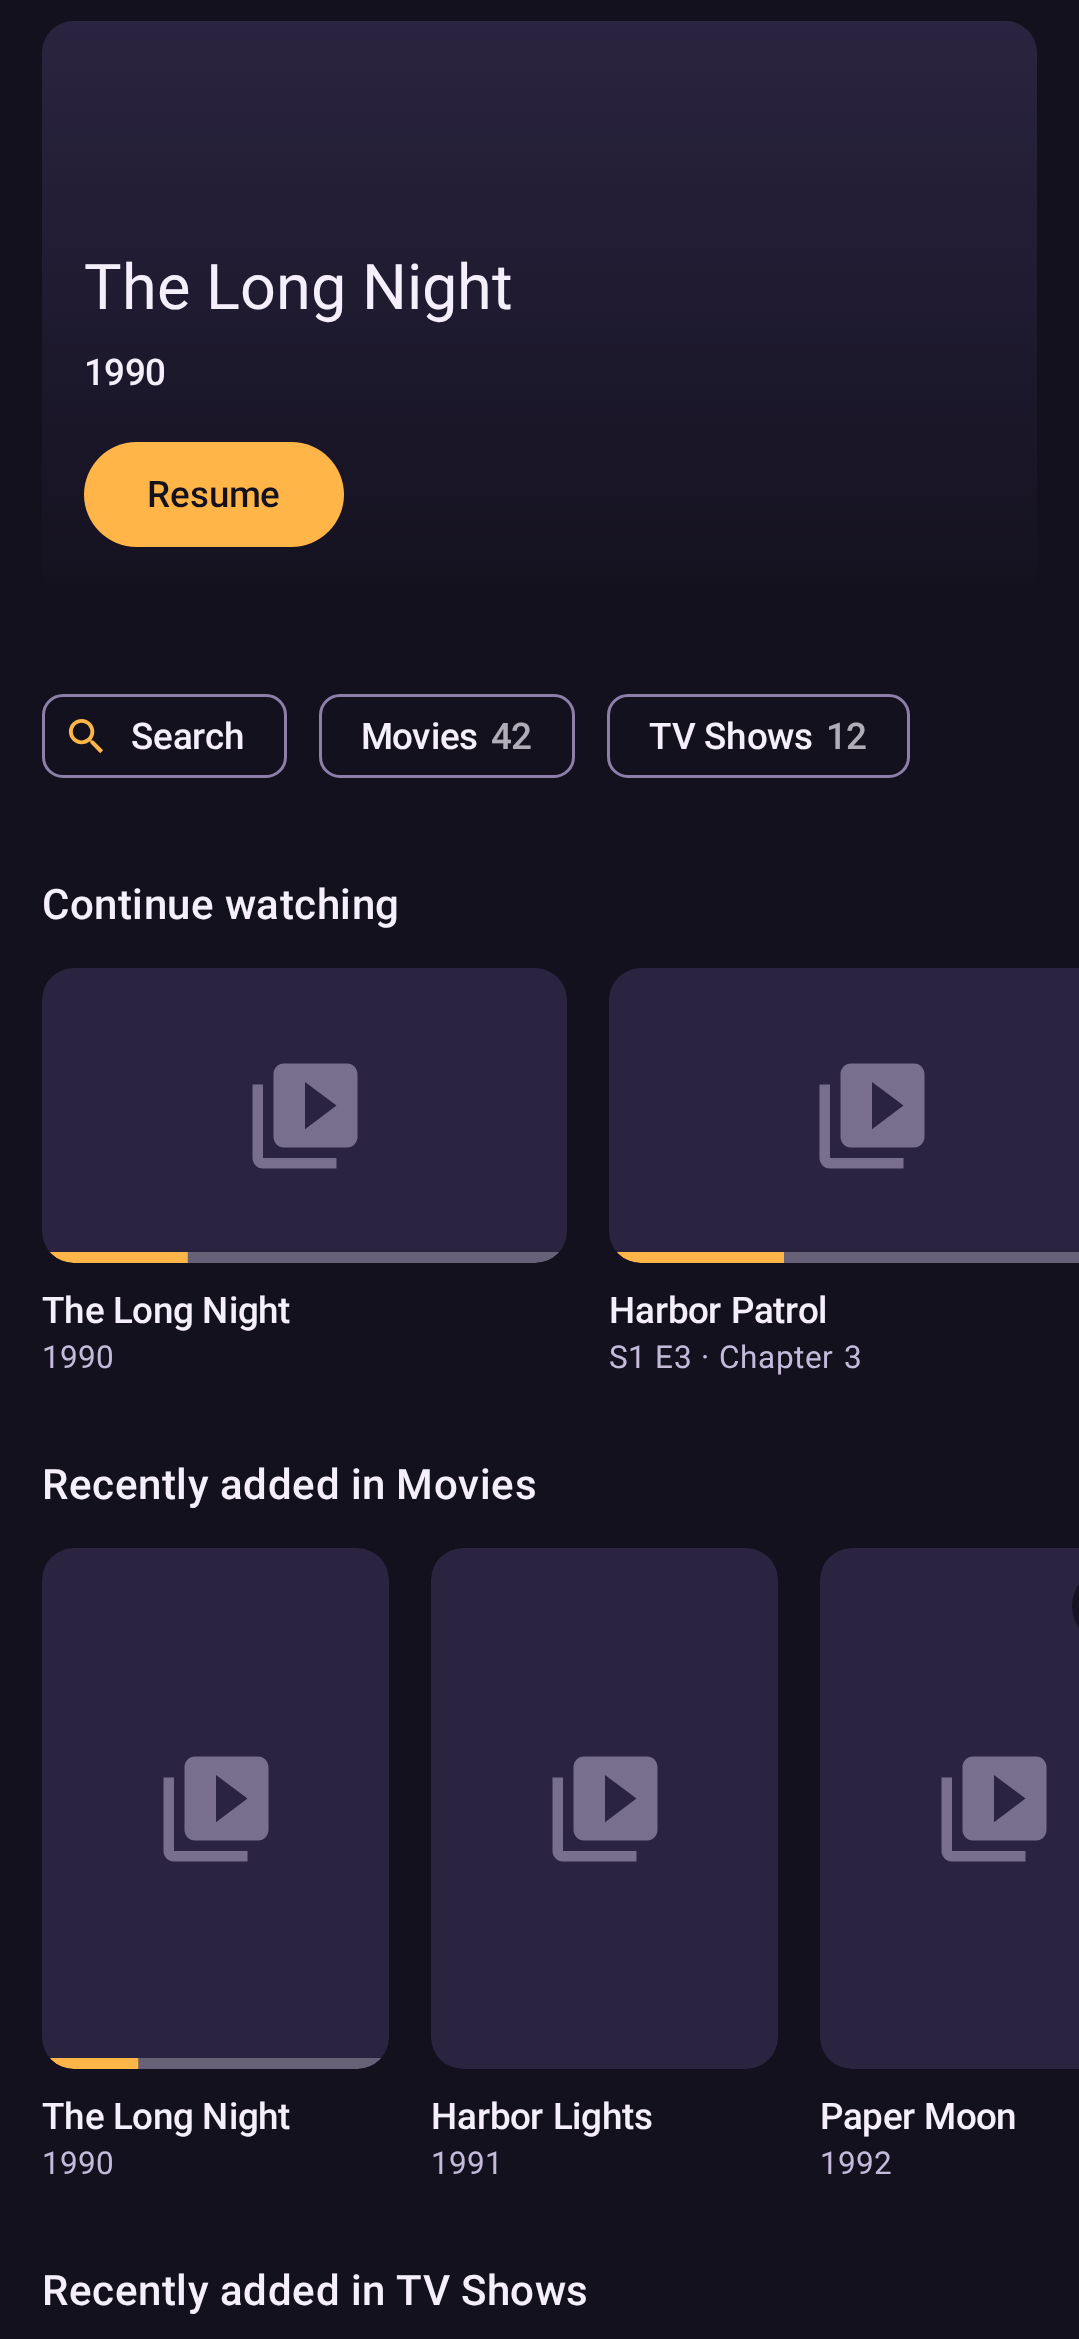 The Long Night
1990
Resume
Search
Movies 42
TV Shows 12
Continue watching
The Long Night
1990
Harbor Patrol
S1 E3 · Chapter 3
Recently added in Movies
The Long Night
1990
Harbor Lights
1991
Paper Moon
1992
Recently added in TV Shows